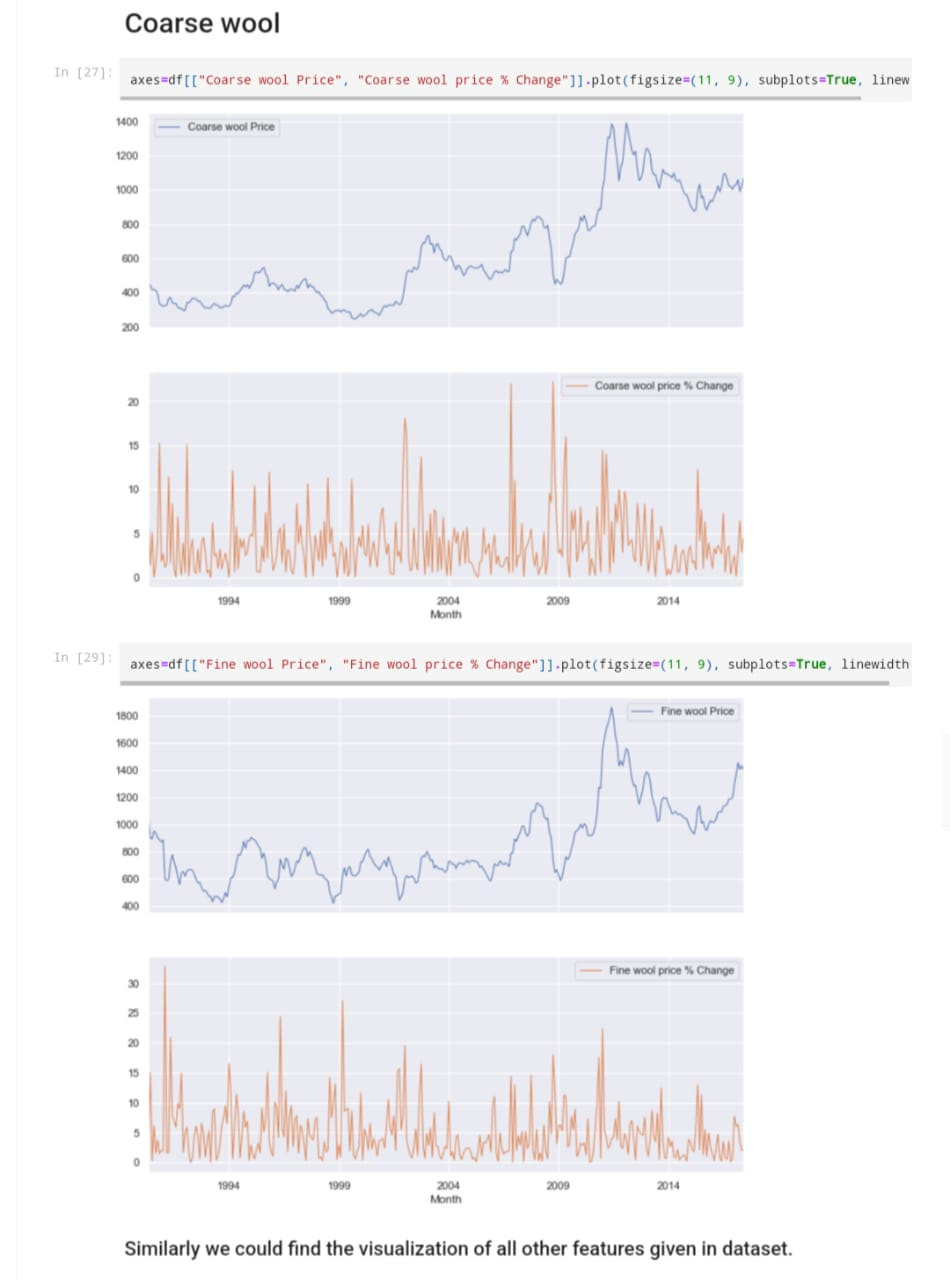 Coarse wool
In [27]:
axes=df[["Coarse wool Price", "Coarse wool price % Change"]].plot(figsize=(11, 9), subplots=True, linew
Coarse wool Price
1400
1200
1000
800
600
400
200
Coarse wool price % Change
20
15
10
5
0
1994 1999 2004 2009 2014
Month
In [29]:
axes=df[["Fine wool Price", "Fine wool price % Change"]].plot(figsize=(11, 9), subplots=True, linewidth
Fine wool Price
1800
1600
1400
1200
1000
800
600
400
Fine wool price % Change
30
25
20
15
10
5
0
1994 1999 2004 2009 2014
Month
Similarly we could find the visualization of all other features given in dataset.